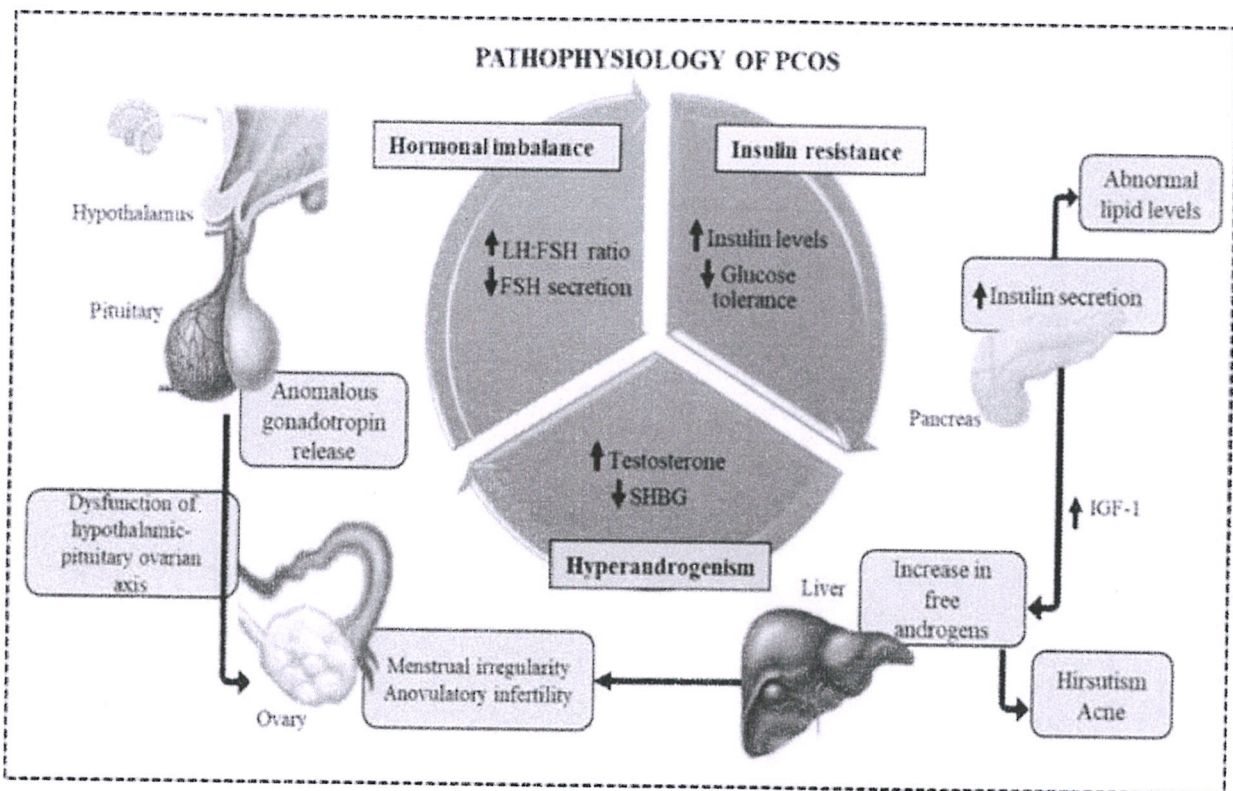 PATHOPHYSIOLOGY OF PCOS
Hormonal imbalance
Insulin resistance
Hypothalamus
Pituitary
↑LH:FSH ratio
↓FSH secretion
↑Insulin levels
↓ Glucose
tolerance
Abnormal
lipid levels
↑Insulin secretion
Pancreas
Anomalous
gonadotropin
release
↑Testosterone
↓SHBG
Hyperandrogenism
Dysfunction of
hypothalamic-
pituitary ovarian
axis
↑ IGF-1
Liver
Increase in
free
androgens
Menstrual irregularity
Anovulatory infertility
Ovary
Hirsutism
Acne